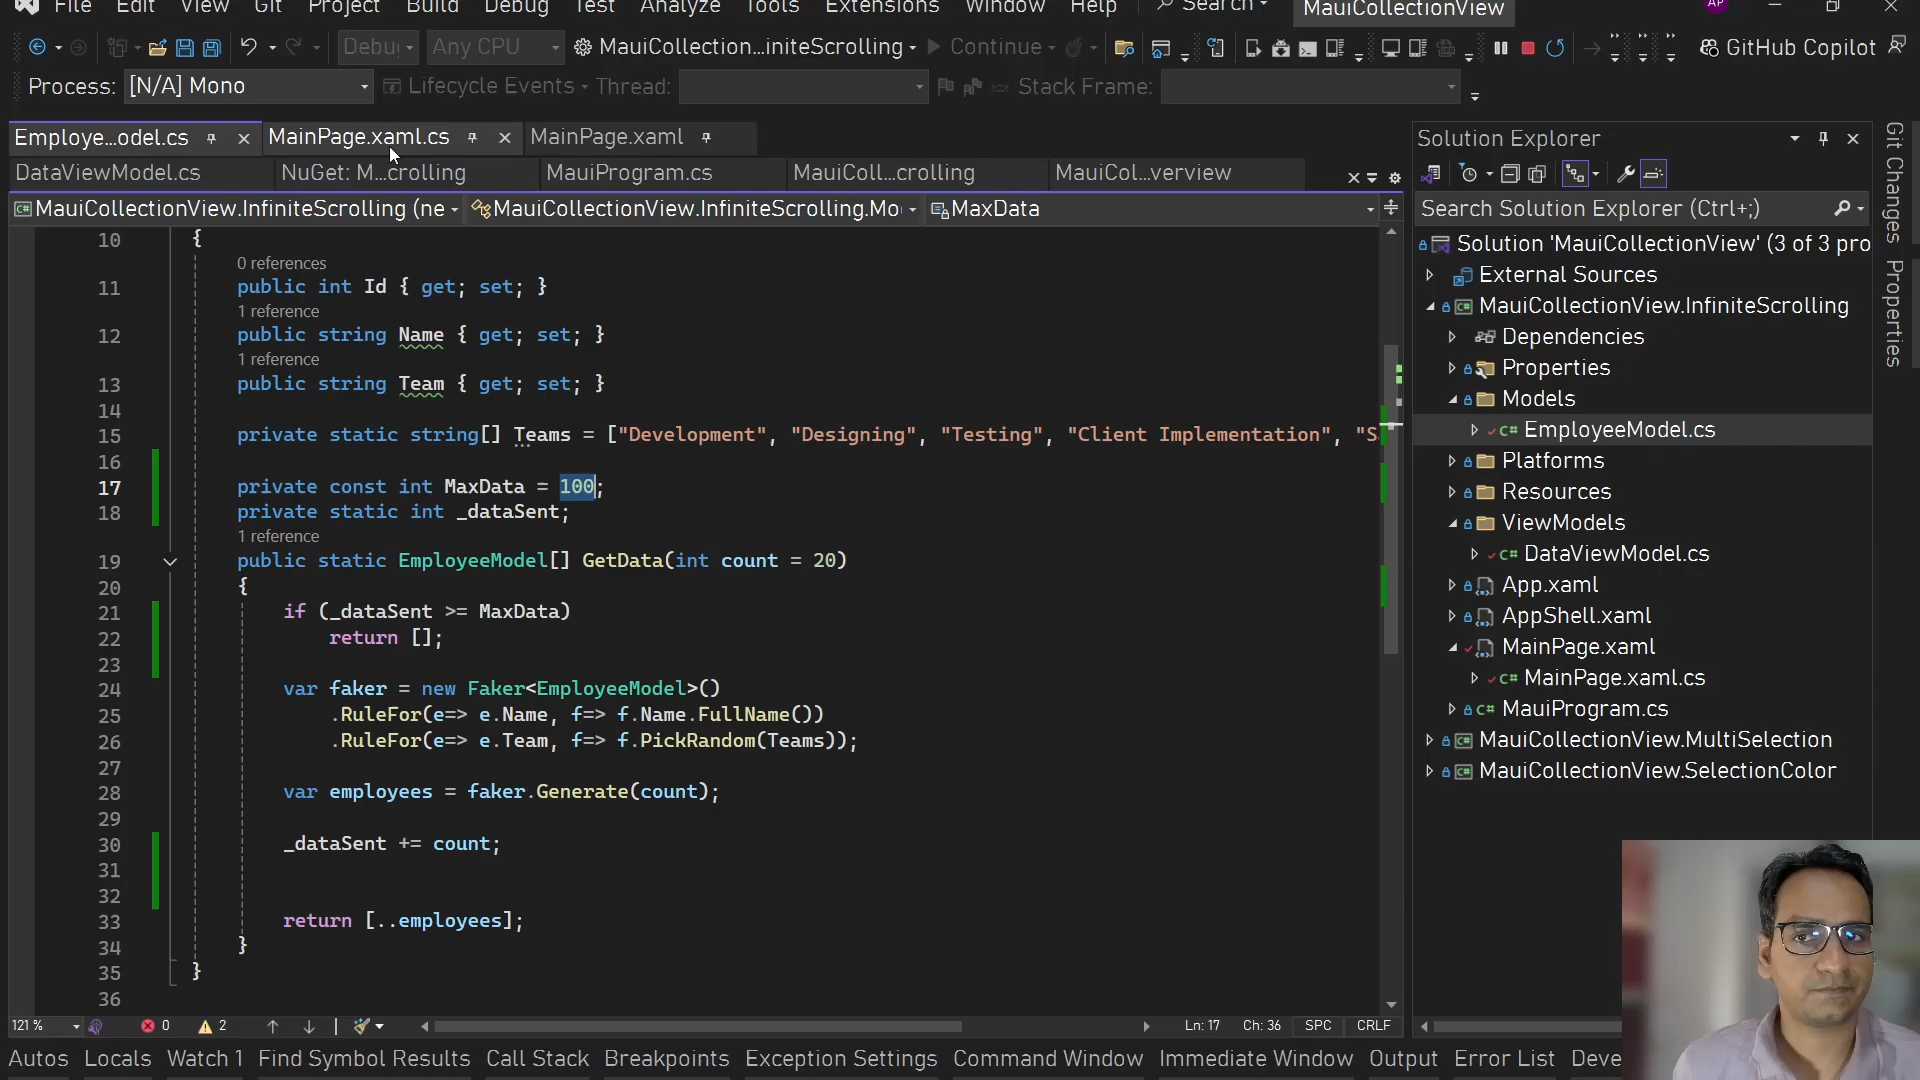 File Edit View Git Project Build Debug Test Analyze Tools Extensions Window Help Search MauiCollectionView AP
Debug Any CPU MauiCollection...initeScrolling Continue GitHub Copilot
Process: [N/A] Mono Lifecycle Events Thread: Stack Frame:
Employe...odel.cs MainPage.xaml.cs MainPage.xaml
DataViewModel.cs NuGet: M...crolling MauiProgram.cs MauiColl...crolling MauiCol...verview
MauiCollectionView.InfiniteScrolling (ne MauiCollectionView.InfiniteScrolling.Mo MaxData
10 {
0 references
11 public int Id { get; set; }
1 reference
12 public string Name { get; set; }
1 reference
13 public string Team { get; set; }
14
15 private static string[] Teams = ["Development", "Designing", "Testing", "Client Implementation", "S
16
17 private const int MaxData = 100;
18 private static int _dataSent;
1 reference
19 public static EmployeeModel[] GetData(int count = 20)
20 {
21 if (_dataSent >= MaxData)
22 return [];
23
24 var faker = new Faker<EmployeeModel>()
25 .RuleFor(e=> e.Name, f=> f.Name.FullName())
26 .RuleFor(e=> e.Team, f=> f.PickRandom(Teams));
27
28 var employees = faker.Generate(count);
29
30 _dataSent += count;
31
32
33 return [..employees];
34 }
35 }
36
121 % 0 2 Ln: 17 Ch: 36 SPC CRLF
Autos Locals Watch 1 Find Symbol Results Call Stack Breakpoints Exception Settings Command Window Immediate Window Output Error List Deve
Solution Explorer
Search Solution Explorer (Ctrl+;)
Solution 'MauiCollectionView' (3 of 3 pro
External Sources
MauiCollectionView.InfiniteScrolling
Dependencies
Properties
Models
EmployeeModel.cs
Platforms
Resources
ViewModels
DataViewModel.cs
App.xaml
AppShell.xaml
MainPage.xaml
MainPage.xaml.cs
MauiProgram.cs
MauiCollectionView.MultiSelection
MauiCollectionView.SelectionColor
Git Changes
Properties